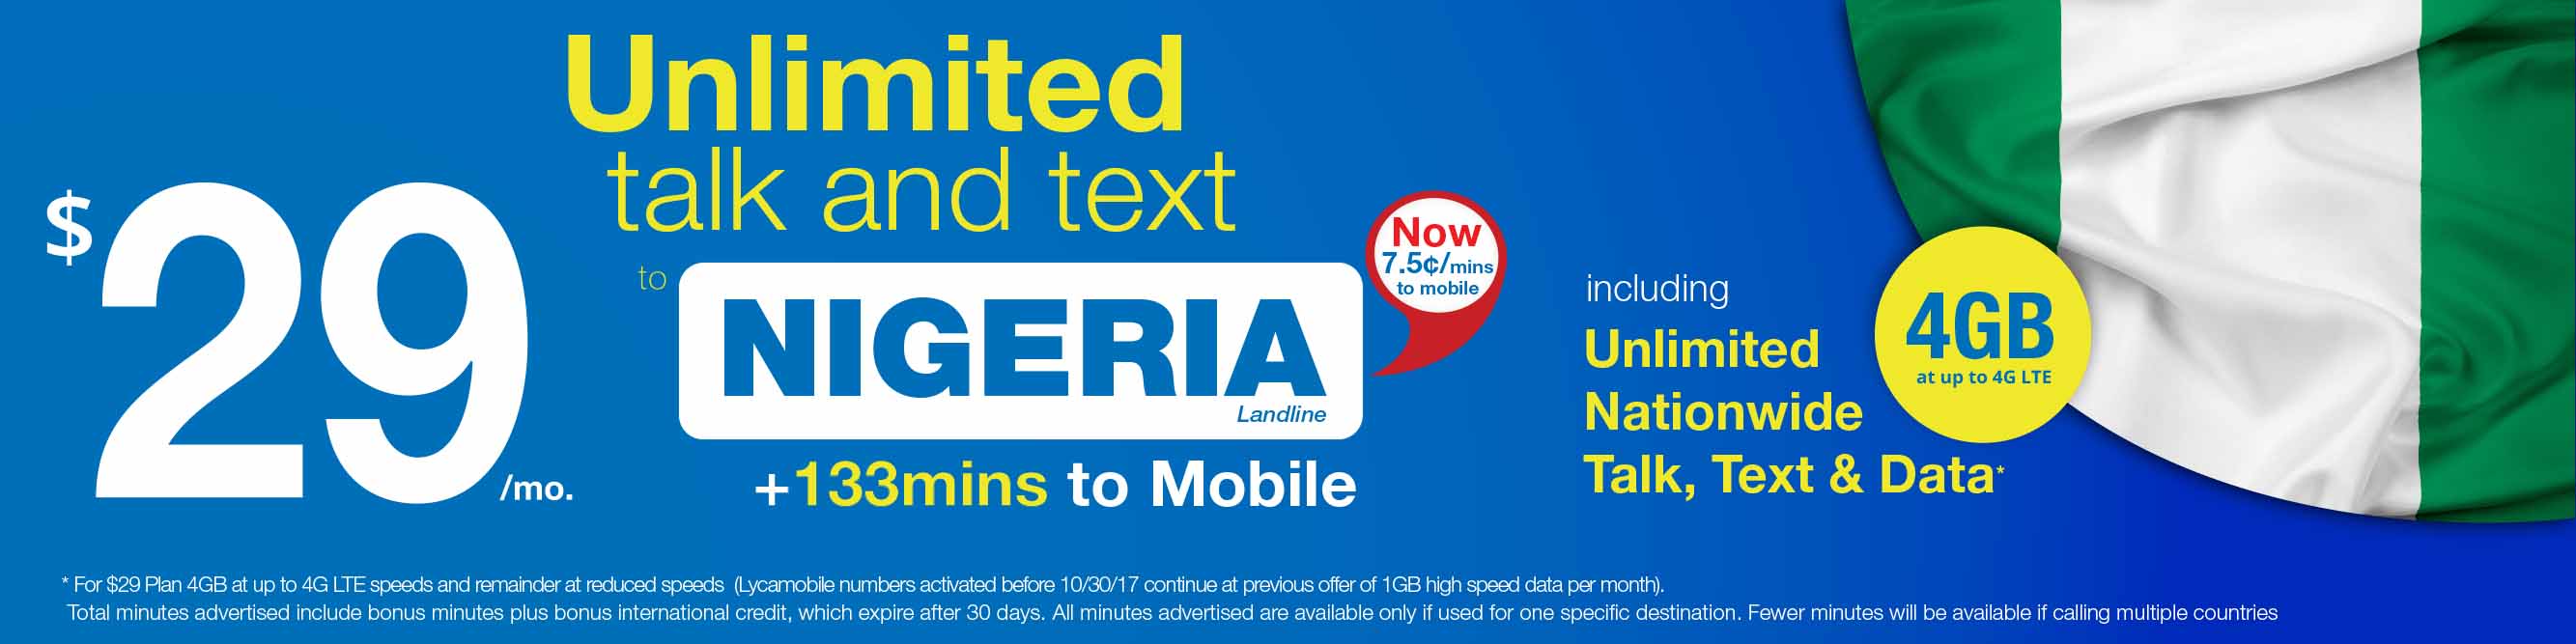 $29/mo.
Unlimited
talk and text
to NIGERIA
Landline
+133mins to Mobile
Now
7.5¢/mins
to mobile
including
Unlimited
Nationwide
Talk, Text & Data*
4GB
at up to 4G LTE
* For $29 Plan 4GB at up to 4G LTE speeds and remainder at reduced speeds (Lycamobile numbers activated before 10/30/17 continue at previous offer of 1GB high speed data per month).
Total minutes advertised include bonus minutes plus bonus international credit, which expire after 30 days. All minutes advertised are available only if used for one specific destination. Fewer minutes will be available if calling multiple countries